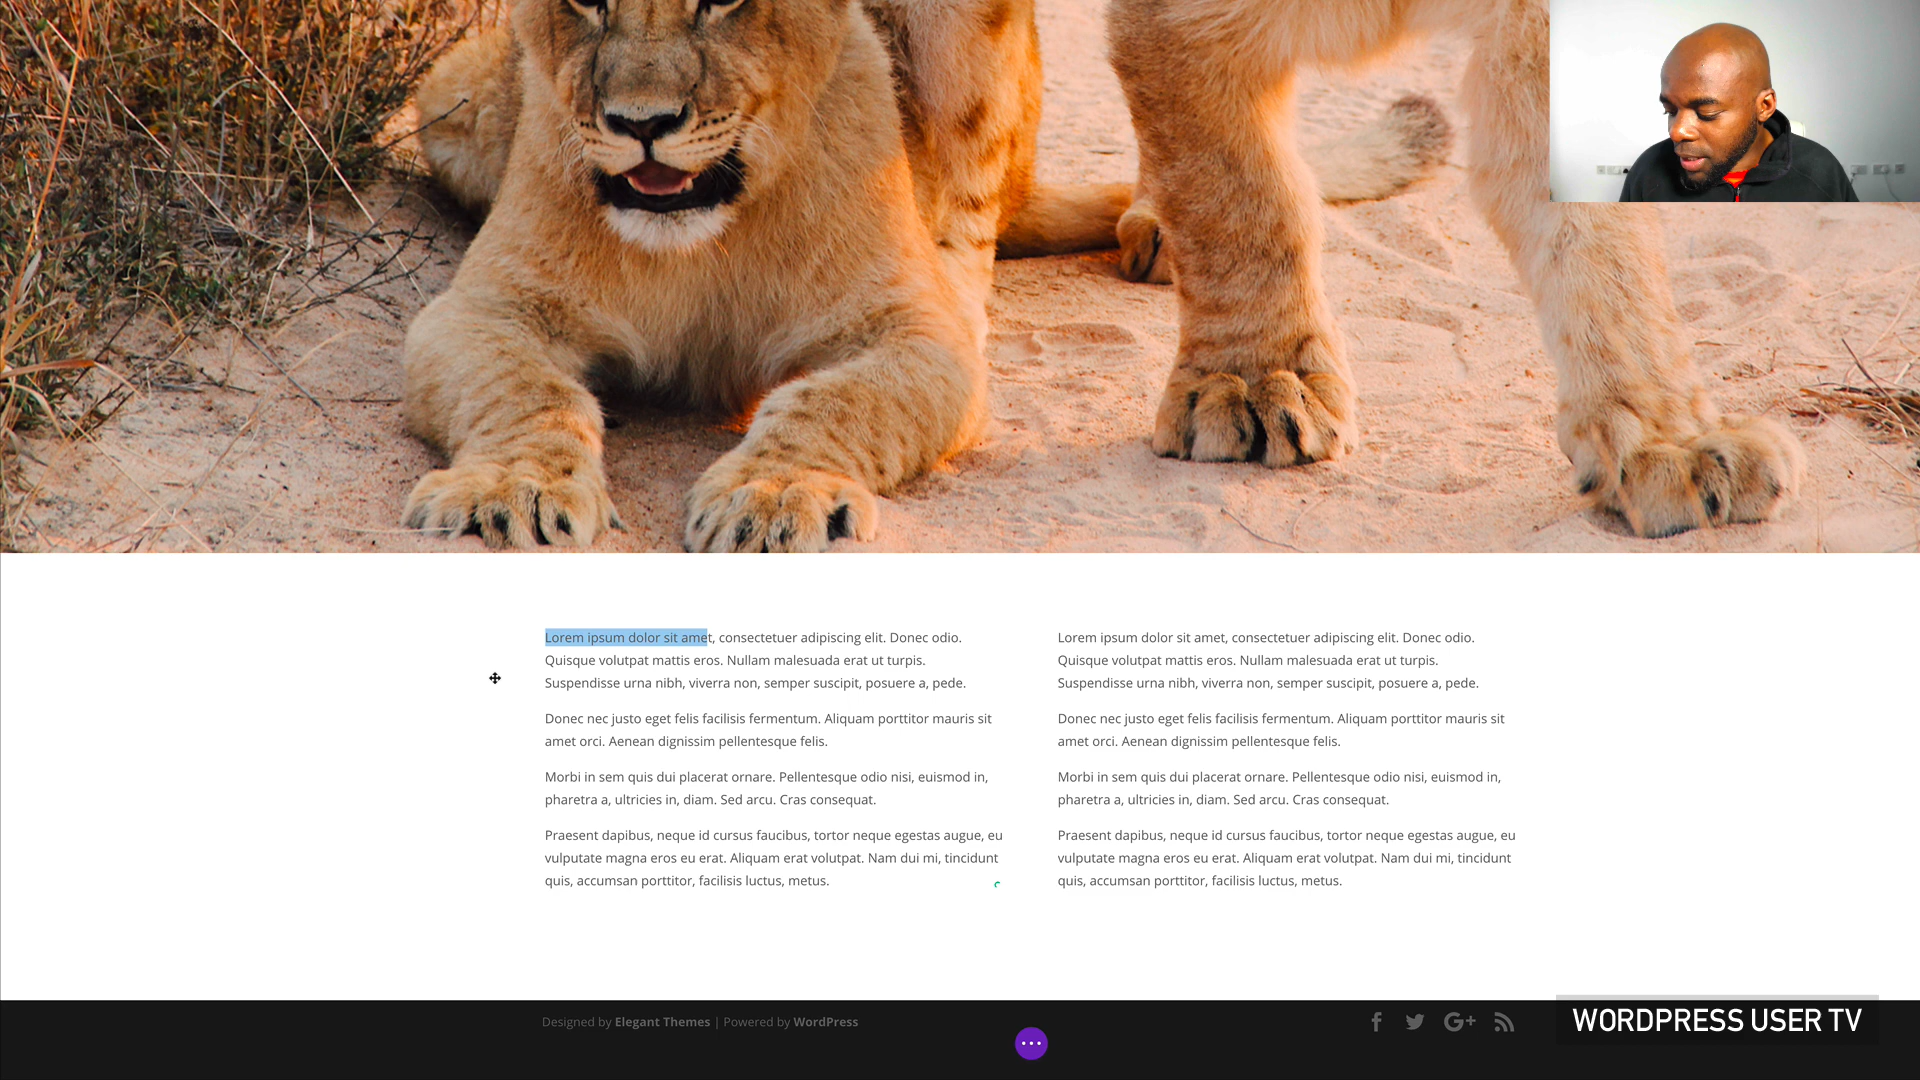 Lorem ipsum dolor sit amet, consectetuer adipiscing elit. Donec odio.
Quisque volutpat mattis eros. Nullam malesuada erat ut turpis.
Suspendisse urna nibh, viverra non, semper suscipit, posuere a, pede.
Donec nec justo eget felis facilisis fermentum. Aliquam porttitor mauris sit
amet orci. Aenean dignissim pellentesque felis.
Morbi in sem quis dui placerat ornare. Pellentesque odio nisi, euismod in,
pharetra a, ultricies in, diam. Sed arcu. Cras consequat.
Praesent dapibus, neque id cursus faucibus, tortor neque egestas augue, eu
vulputate magna eros eu erat. Aliquam erat volutpat. Nam dui mi, tincidunt
quis, accumsan porttitor, facilisis luctus, metus.
Lorem ipsum dolor sit amet, consectetuer adipiscing elit. Donec odio.
Quisque volutpat mattis eros. Nullam malesuada erat ut turpis.
Suspendisse urna nibh, viverra non, semper suscipit, posuere a, pede.
Donec nec justo eget felis facilisis fermentum. Aliquam porttitor mauris sit
amet orci. Aenean dignissim pellentesque felis.
Morbi in sem quis dui placerat ornare. Pellentesque odio nisi, euismod in,
pharetra a, ultricies in, diam. Sed arcu. Cras consequat.
Praesent dapibus, neque id cursus faucibus, tortor neque egestas augue, eu
vulputate magna eros eu erat. Aliquam erat volutpat. Nam dui mi, tincidunt
quis, accumsan porttitor, facilisis luctus, metus.
Designed by Elegant Themes | Powered by WordPress
WORDPRESS USER TV